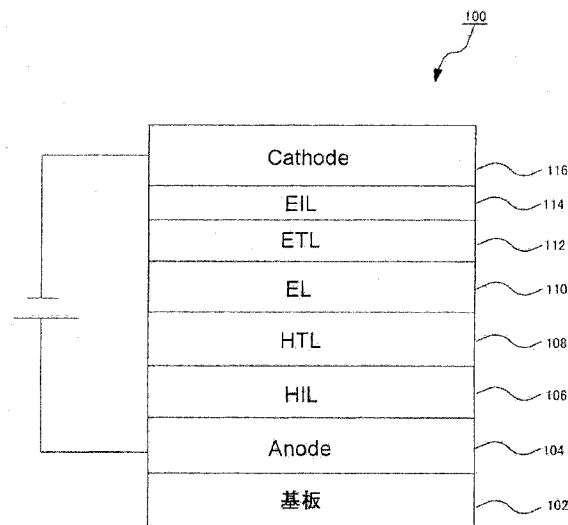 100
Cathode
116
EIL
114
ETL
112
EL
110
HTL
108
HIL
106
Anode
104
基板
102